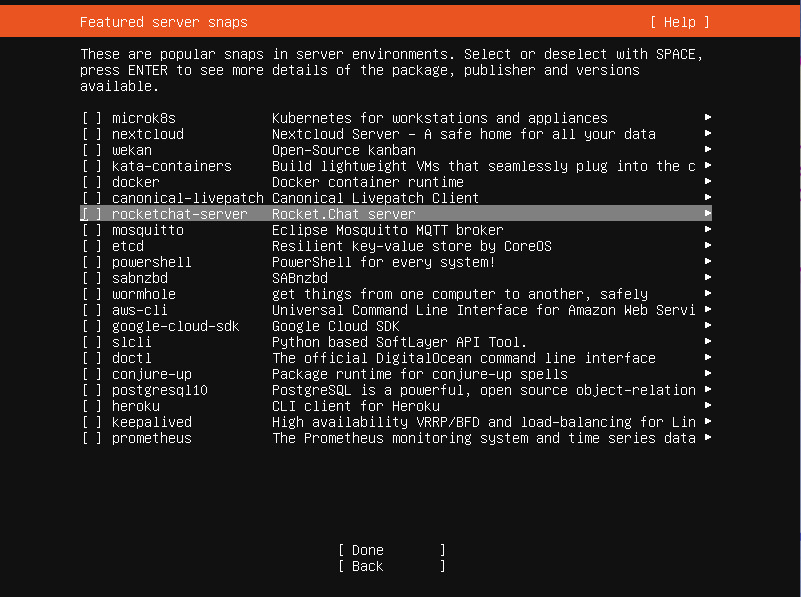 Featured server snaps [ Help ]
These are popular snaps in server environments. Select or deselect with SPACE,
press ENTER to see more details of the package, publisher and versions
available.
[ ] microk8s Kubernetes for workstations and appliances ▸
[ ] nextcloud Nextcloud Server - A safe home for all your data ▸
[ ] wekan Open-Source kanban ▸
[ ] kata-containers Build lightweight VMs that seamlessly plug into the c ▸
[ ] docker Docker container runtime ▸
[ ] canonical-livepatch Canonical Livepatch Client ▸
[ ] rocketchat-server Rocket.Chat server ▸
[ ] mosquitto Eclipse Mosquitto MQTT broker ▸
[ ] etcd Resilient key-value store by CoreOS ▸
[ ] powershell PowerShell for every system! ▸
[ ] sabnzbd SABnzbd ▸
[ ] wormhole get things from one computer to another, safely ▸
[ ] aws-cli Universal Command Line Interface for Amazon Web Servi ▸
[ ] google-cloud-sdk Google Cloud SDK ▸
[ ] slcli Python based SoftLayer API Tool. ▸
[ ] doctl The official DigitalOcean command line interface ▸
[ ] conjure-up Package runtime for conjure-up spells ▸
[ ] postgresql10 PostgreSQL is a powerful, open source object-relation ▸
[ ] heroku CLI client for Heroku ▸
[ ] keepalived High availability VRRP/BFD and load-balancing for Lin ▸
[ ] prometheus The Prometheus monitoring system and time series data ▸
[ Done ]
[ Back ]